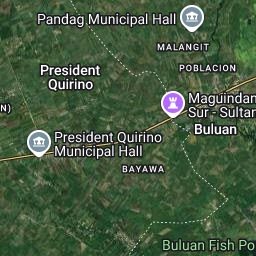 Pandag Municipal Hall
MALANGIT
POBLACION
President
Quirino
Maguindan
Sur - Sultan
Buluan
President Quirino
Municipal Hall
N)
BAYAWA
Buluan Fish Po